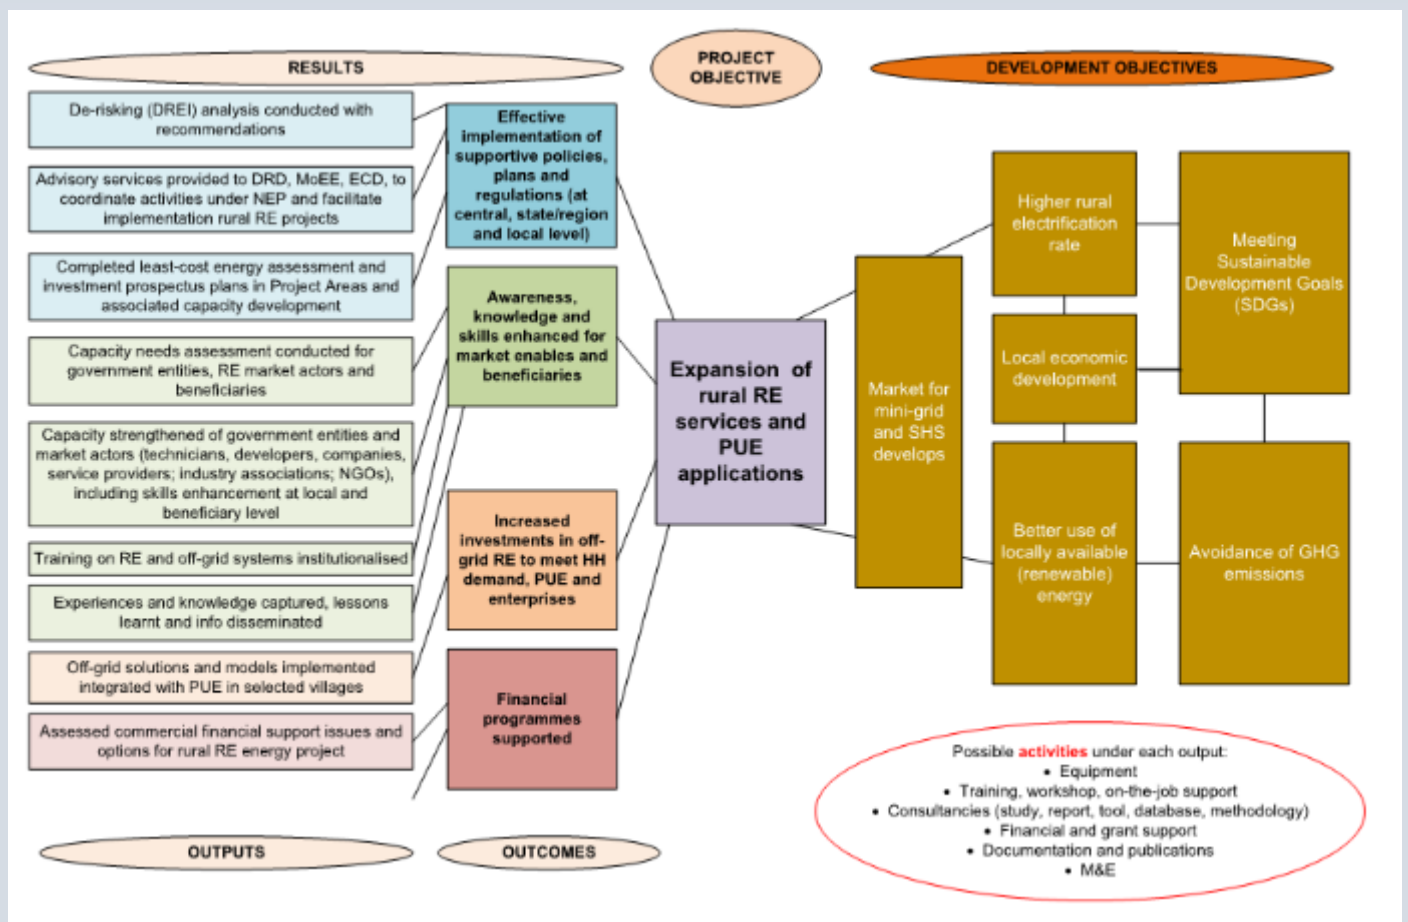 RESULTS
PROJECT
OBJECTIVE
DEVELOPMENT OBJECTIVES
De-risking (DREI) analysis conducted with
recommendations
Advisory services provided to DRD, MoEE, ECD, to
coordinate activities under NEP and facilitate
implementation rural RE projects
Completed least-cost energy assessment and
investment prospectus plans in Project Areas and
associated capacity development
Capacity needs assessment conducted for
government entities, RE market actors and
beneficiaries
Capacity strengthened of government entities and
market actors (technicians, developers, companies,
service providers; industry associations; NGOs),
including skills enhancement at local and
beneficiary level
Training on RE and off-grid systems institutionalised
Experiences and knowledge captured, lessons
learnt and info disseminated
Off-grid solutions and models implemented
integrated with PUE in selected villages
Assessed commercial financial support issues and
options for rural RE energy project
Effective
implementation of
supportive policies,
plans and
regulations (at
central, state/region
and local level)
Awareness,
knowledge and
skills enhanced for
market enables and
beneficiaries
Increased
investments in off-
grid RE to meet HH
demand, PUE and
enterprises
Financial
programmes
supported
Expansion of
rural RE
services and
PUE
applications
Market for
mini-grid
and SHS
develops
Higher rural
electrification
rate
Local economic
development
Better use of
locally available
(renewable)
energy
Meeting
Sustainable
Development Goals
(SDGs)
Avoidance of GHG
emissions
Possible activities under each output:
• Equipment
• Training, workshop, on-the-job support
• Consultancies (study, report, tool, database, methodology)
• Financial and grant support
• Documentation and publications
• M&E
OUTPUTS
OUTCOMES